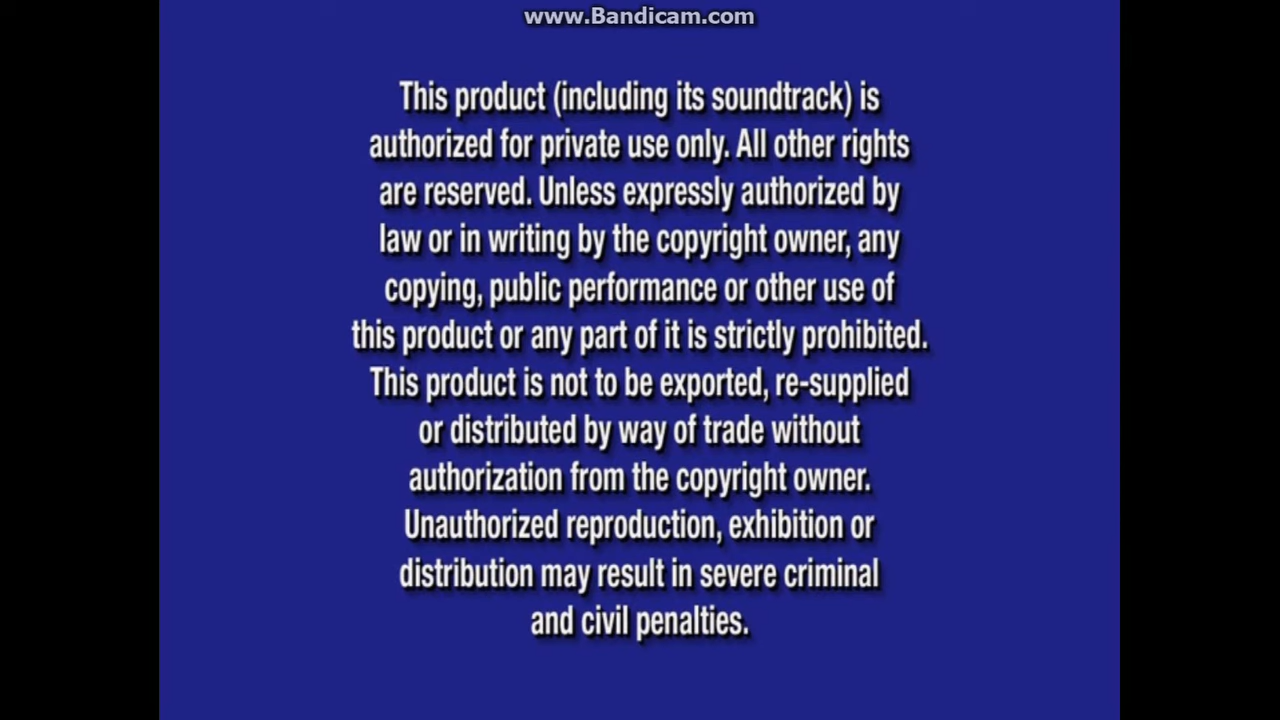 www.Bandicam.com
This product (including its soundtrack) is
authorized for private use only. All other rights
are reserved. Unless expressly authorized by
law or in writing by the copyright owner, any
copying, public performance or other use of
this product or any part of it is strictly prohibited.
This product is not to be exported, re-supplied
or distributed by way of trade without
authorization from the copyright owner.
Unauthorized reproduction, exhibition or
distribution may result in severe criminal
and civil penalties.